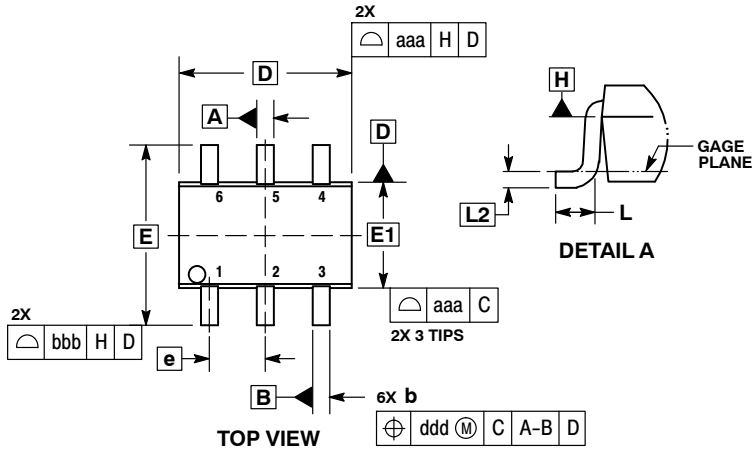 2X
⌓ aaa H D
D
A
D
H
GAGE
PLANE
6 5 4
E
E1
L2
L
1 2 3
DETAIL A
2X
⌓ bbb H D
⌓ aaa C
2X 3 TIPS
e
B
6X b
⌖ ddd Ⓜ C A-B D
TOP VIEW